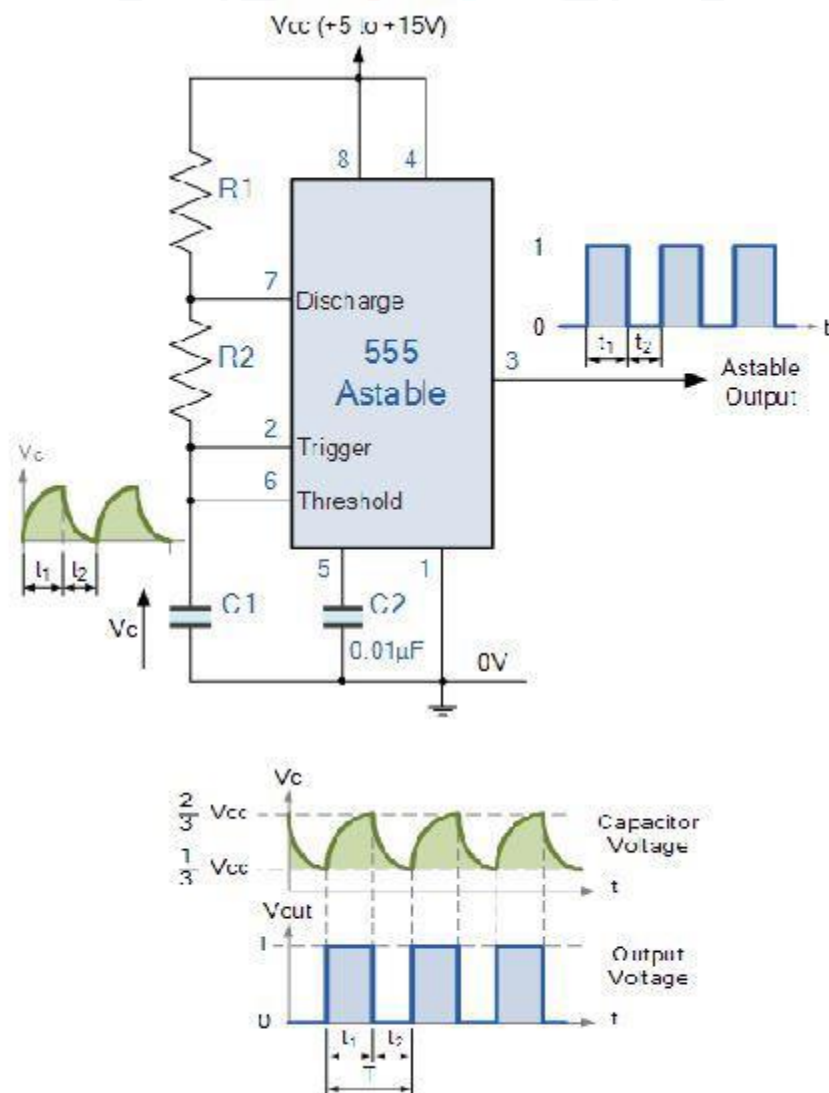 Vcc (+5 to +15V)
8
4
R1
7
Discharge
1
0
t
t₁
t₂
R2
555
Astable
3
Astable
Output
2
Trigger
Vc
6
Threshold
t₁
t₂
5
1
Vc
C1
C2
0.01µF
0V
Vc
2/3 Vcc
Capacitor
Voltage
1/3 Vcc
t
Vout
1
Output
Voltage
0
t
t₁
t₂
T